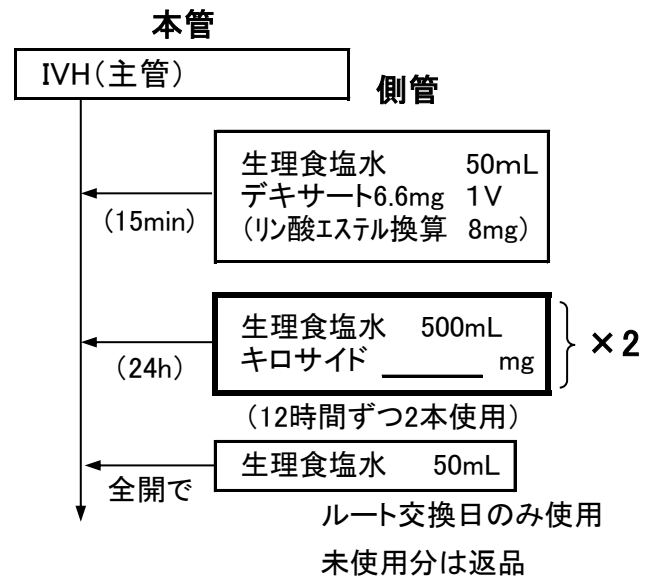 本管
IVH(主管)
側管
生理食塩水 50mL
デキサート6.6mg 1V
(リン酸エステル換算 8mg)
(15min)
生理食塩水 500mL
キロサイド ______ mg
×2
(24h)
(12時間ずつ2本使用)
生理食塩水 50mL
全開で
ルート交換日のみ使用
未使用分は返品